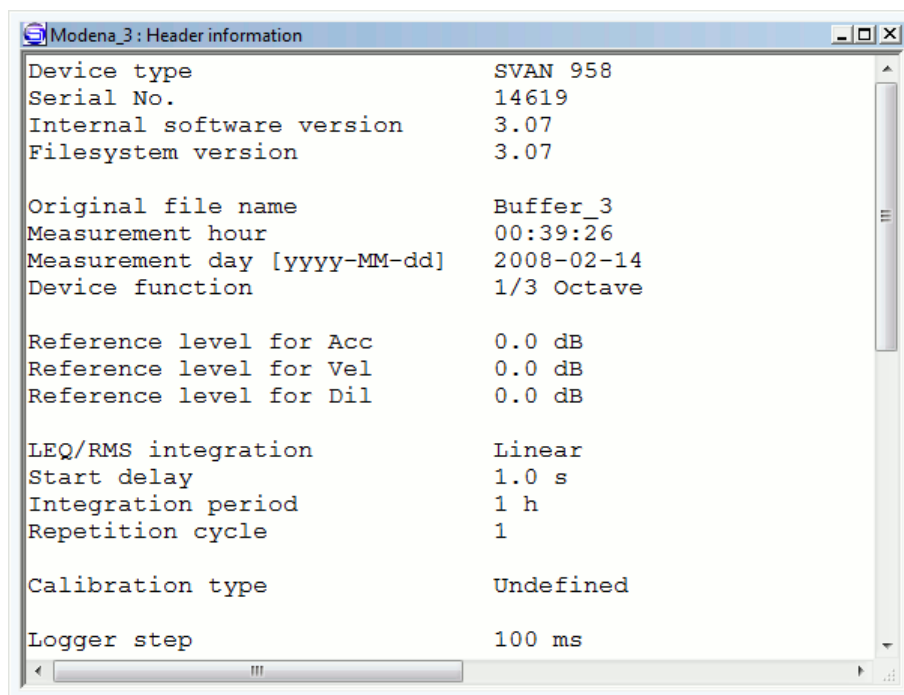 Modena_3 : Header information
Device type SVAN 958
Serial No. 14619
Internal software version 3.07
Filesystem version 3.07
Original file name Buffer_3
Measurement hour 00:39:26
Measurement day [yyyy-MM-dd] 2008-02-14
Device function 1/3 Octave
Reference level for Acc 0.0 dB
Reference level for Vel 0.0 dB
Reference level for Dil 0.0 dB
LEQ/RMS integration Linear
Start delay 1.0 s
Integration period 1 h
Repetition cycle 1
Calibration type Undefined
Logger step 100 ms